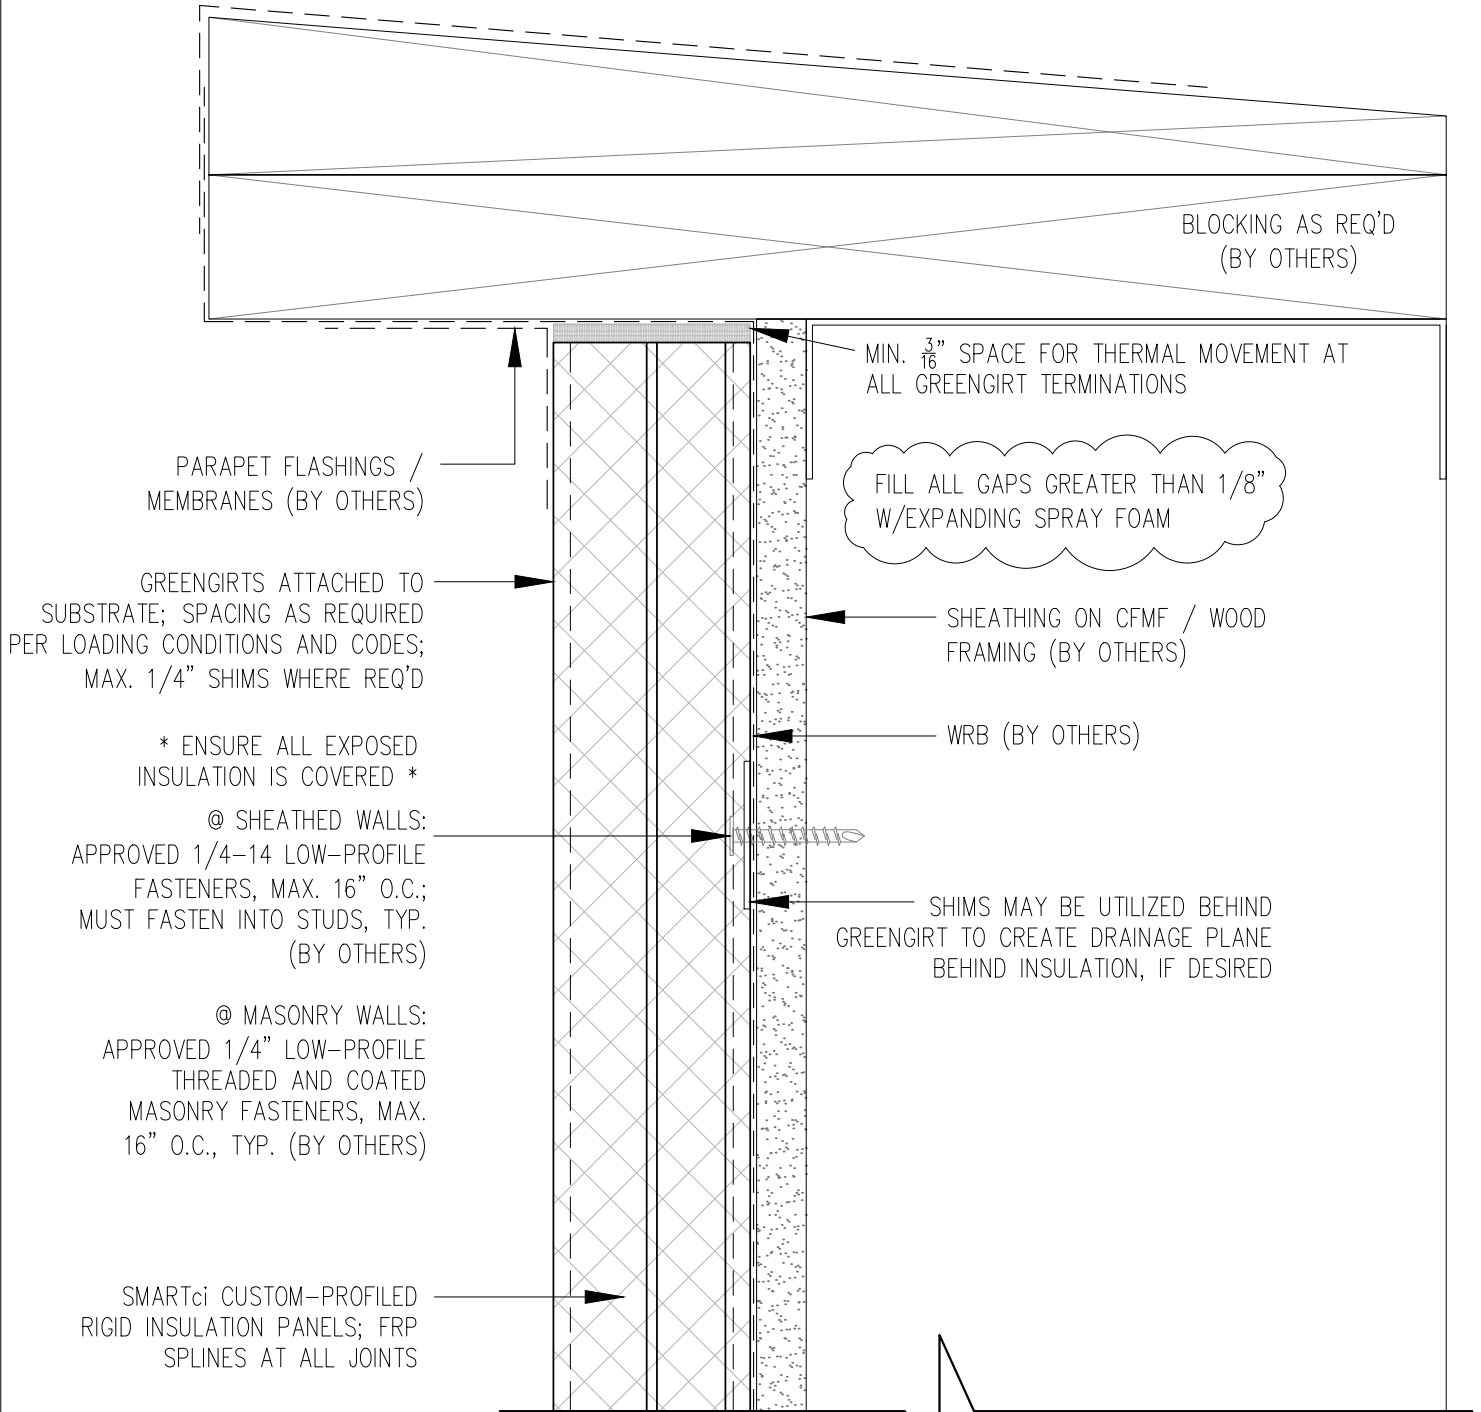 BLOCKING AS REQ'D
(BY OTHERS)
MIN. 3/16" SPACE FOR THERMAL MOVEMENT AT
ALL GREENGIRT TERMINATIONS
PARAPET FLASHINGS /
MEMBRANES (BY OTHERS)
FILL ALL GAPS GREATER THAN 1/8"
W/EXPANDING SPRAY FOAM
GREENGIRTS ATTACHED TO
SUBSTRATE; SPACING AS REQUIRED
PER LOADING CONDITIONS AND CODES;
MAX. 1/4" SHIMS WHERE REQ'D
SHEATHING ON CFMF / WOOD
FRAMING (BY OTHERS)
* ENSURE ALL EXPOSED
INSULATION IS COVERED *
WRB (BY OTHERS)
@ SHEATHED WALLS:
APPROVED 1/4-14 LOW-PROFILE
FASTENERS, MAX. 16" O.C.;
MUST FASTEN INTO STUDS, TYP.
(BY OTHERS)
SHIMS MAY BE UTILIZED BEHIND
GREENGIRT TO CREATE DRAINAGE PLANE
BEHIND INSULATION, IF DESIRED
@ MASONRY WALLS:
APPROVED 1/4" LOW-PROFILE
THREADED AND COATED
MASONRY FASTENERS, MAX.
16" O.C., TYP. (BY OTHERS)
SMARTci CUSTOM-PROFILED
RIGID INSULATION PANELS; FRP
SPLINES AT ALL JOINTS